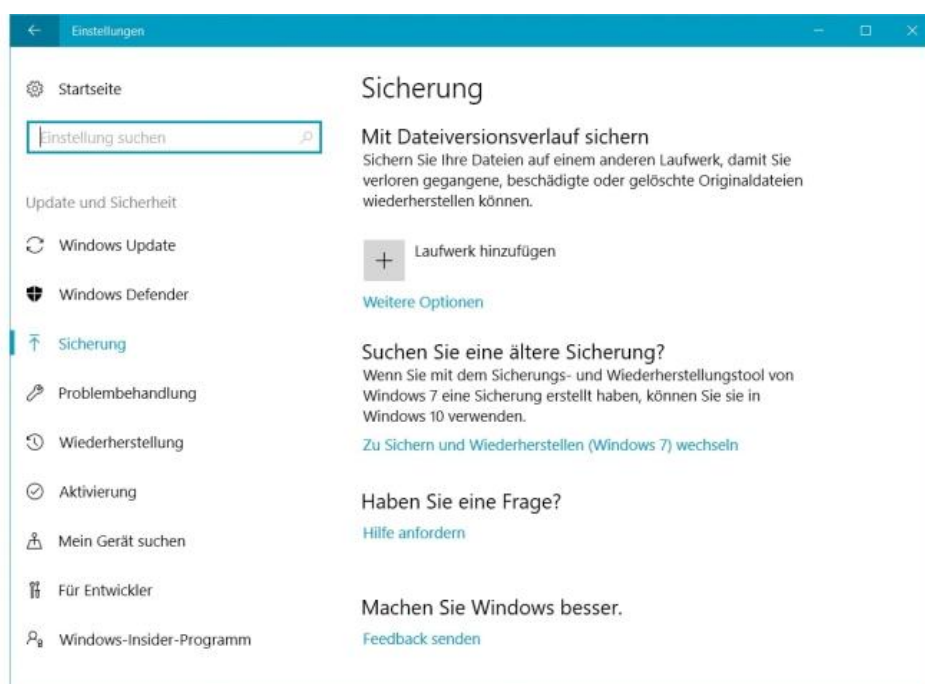 Einstellungen
Startseite
Einstellung suchen
Update und Sicherheit
Windows Update
Windows Defender
Sicherung
Problembehandlung
Wiederherstellung
Aktivierung
Mein Gerät suchen
Für Entwickler
Windows-Insider-Programm
Sicherung
Mit Dateiversionsverlauf sichern
Sichern Sie Ihre Dateien auf einem anderen Laufwerk, damit Sie
verloren gegangene, beschädigte oder gelöschte Originaldateien
wiederherstellen können.
Laufwerk hinzufügen
Weitere Optionen
Suchen Sie eine ältere Sicherung?
Wenn Sie mit dem Sicherungs- und Wiederherstellungstool von
Windows 7 eine Sicherung erstellt haben, können Sie sie in
Windows 10 verwenden.
Zu Sichern und Wiederherstellen (Windows 7) wechseln
Haben Sie eine Frage?
Hilfe anfordern
Machen Sie Windows besser.
Feedback senden